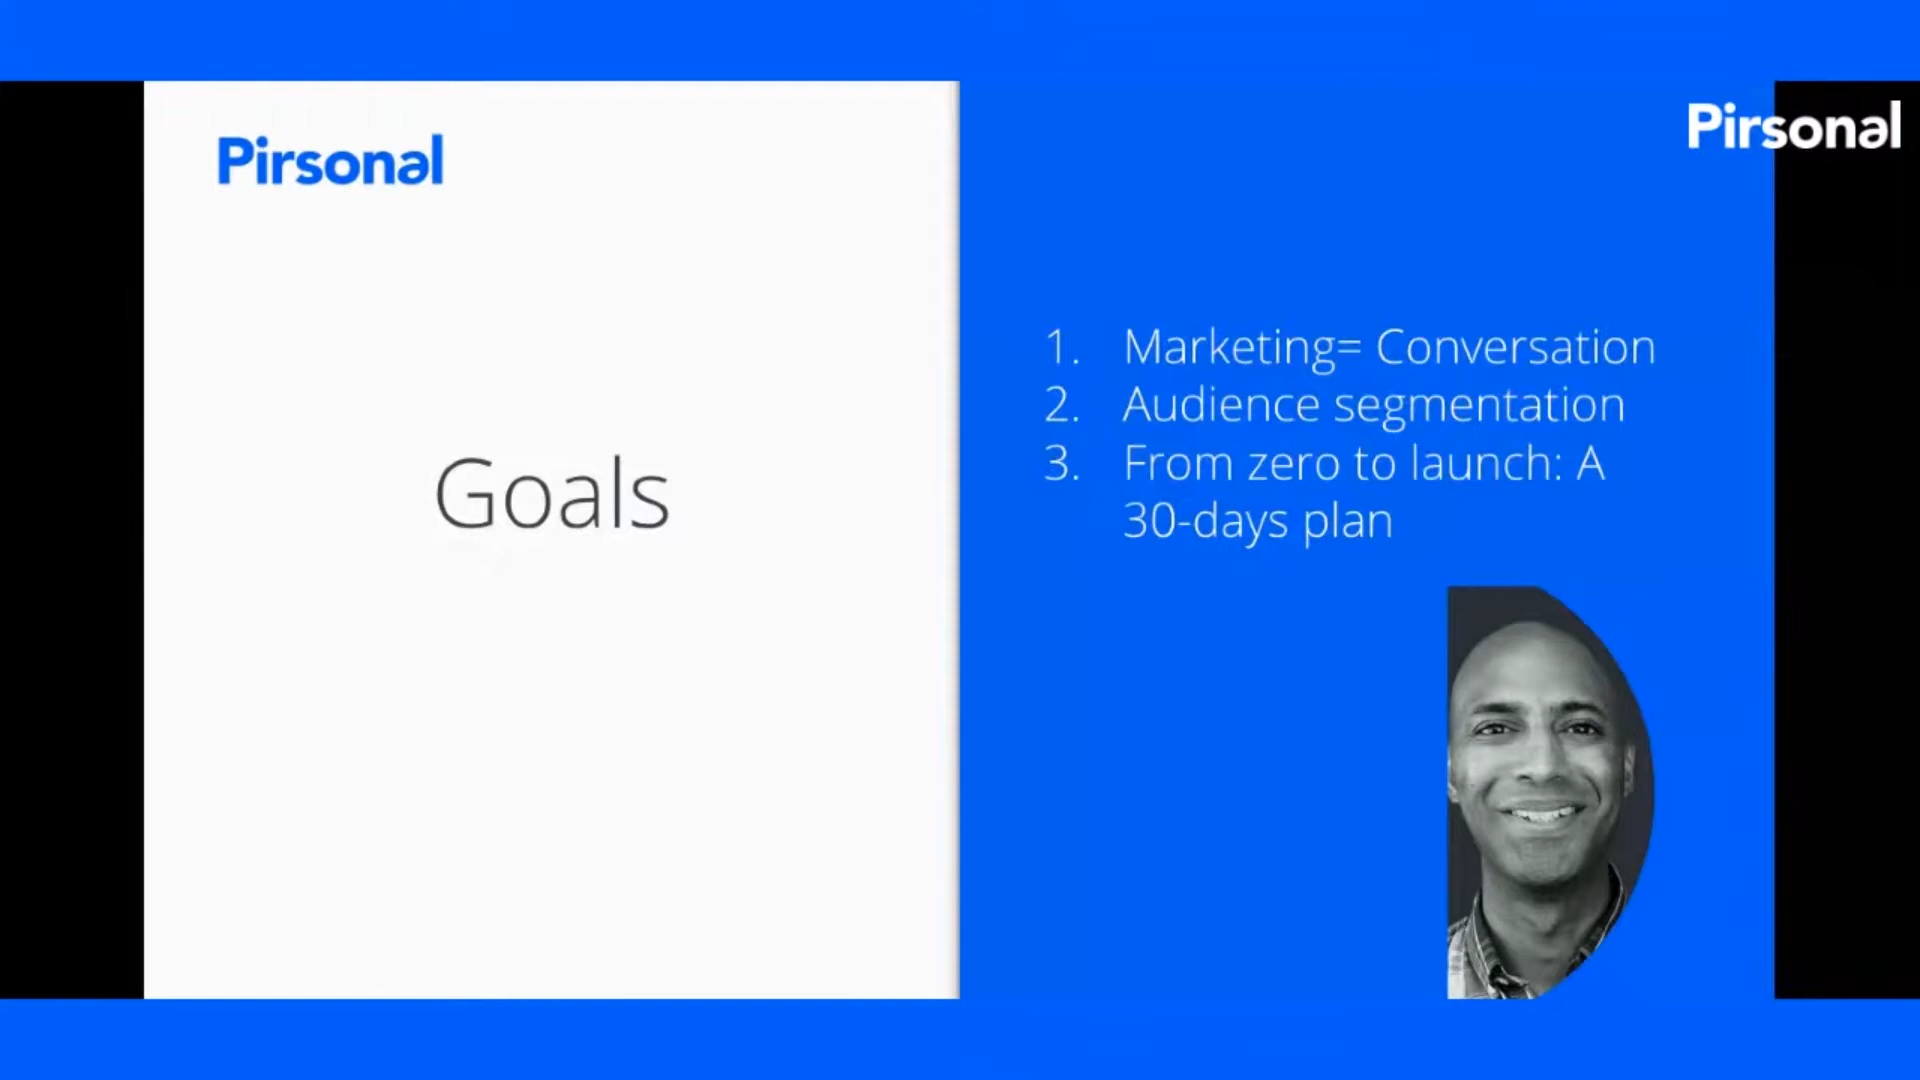 Pirsonal
Goals
Pirsonal
1. Marketing= Conversation
2. Audience segmentation
3. From zero to launch: A
30-days plan